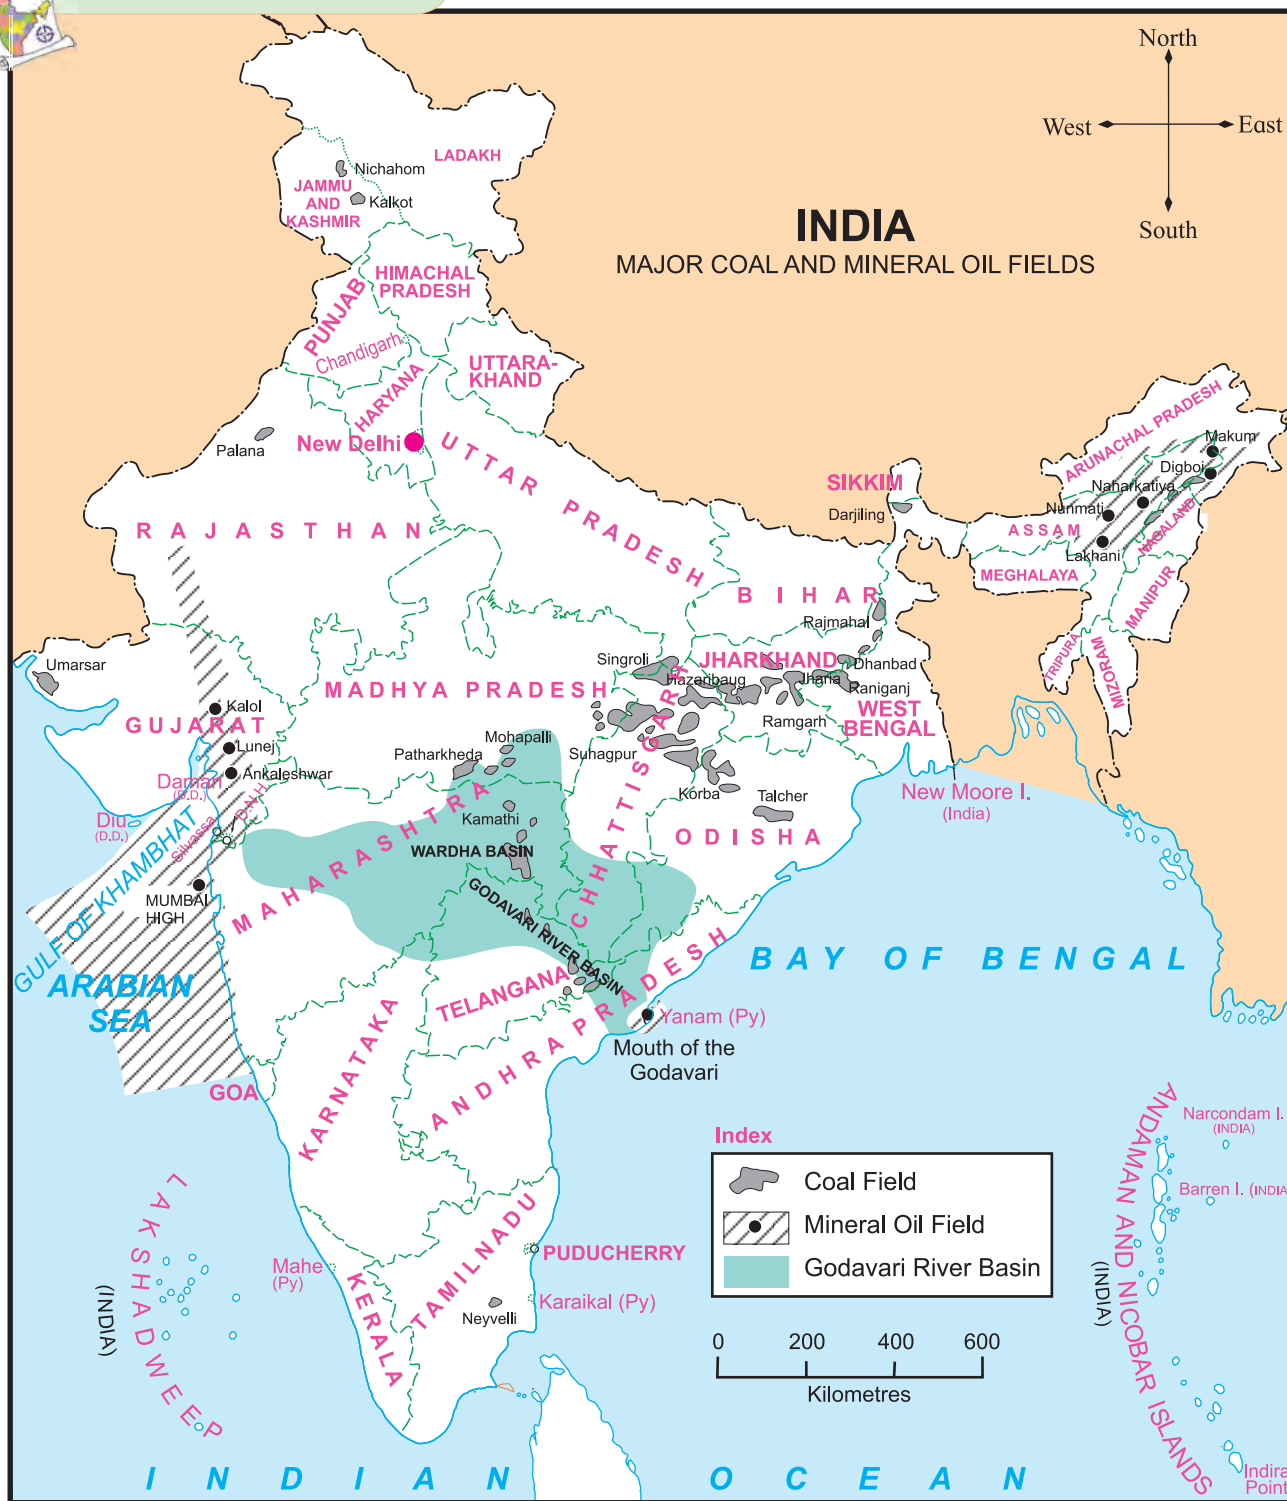 North
West
East
South
INDIA
MAJOR COAL AND MINERAL OIL FIELDS
LADAKH
Nichahom
JAMMU
AND
KASHMIR
Kalkot
HIMACHAL
PRADESH
PUNJAB
Chandigarh
UTTARA-
KHAND
HARYANA
New Delhi
Palana
UTTAR PRADESH
RAJASTHAN
SIKKIM
Darjiling
ARUNACHAL PRADESH
Makum
Digboi
Naharkatiya
Nunmati
ASSAM
NAGALAND
Lakhani
MEGHALAYA
MANIPUR
TRIPURA
MIZORAM
BIHAR
Rajmahal
Umarsar
Singroli
JHARKHAND
Dhanbad
Hazaribaug
Jharia
Raniganj
MADHYA PRADESH
WEST
BENGAL
Ramgarh
Kalol
GUJARAT
Lunej
Mohapalli
Patharkheda
Suhagpur
CHHATTISGARH
Ankaleshwar
Daman
(D.D.)
D.N.H.
Korba
Talcher
New Moore I.
(India)
Diu
(D.D.)
Silvassa
Kamathi
ODISHA
WARDHA BASIN
MAHARASHTRA
GULF OF KHAMBHAT
MUMBAI
HIGH
GODAVARI RIVER BASIN
BAY OF BENGAL
ARABIAN
SEA
TELANGANA
Yanam (Py)
Mouth of the
Godavari
ANDHRA PRADESH
KARNATAKA
GOA
Narcondam I.
(INDIA)
Barren I. (INDIA
ANDAMAN AND NICOBAR ISLANDS
(INDIA)
Index
Coal Field
Mineral Oil Field
Godavari River Basin
LAKSHADWEEP
(INDIA)
Mahe
(Py)
KERALA
TAMILNADU
PUDUCHERRY
Karaikal (Py)
Neyvelli
0 200 400 600
Kilometres
Indira
Point
INDIAN OCEAN